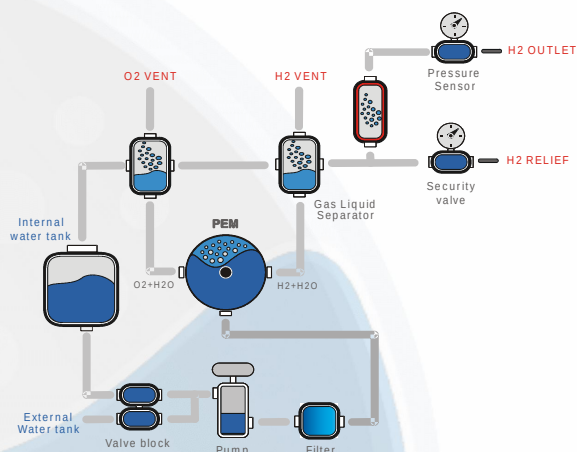 H2 OUTLET
O2 VENT
H2 VENT
Pressure
Sensor
H2 RELIEF
Security
valve
Gas Liquid
Separator
PEM
Internal
water tank
O2+H2O
H2+H2O
External
Water tank
Valve block
Pump
Filter